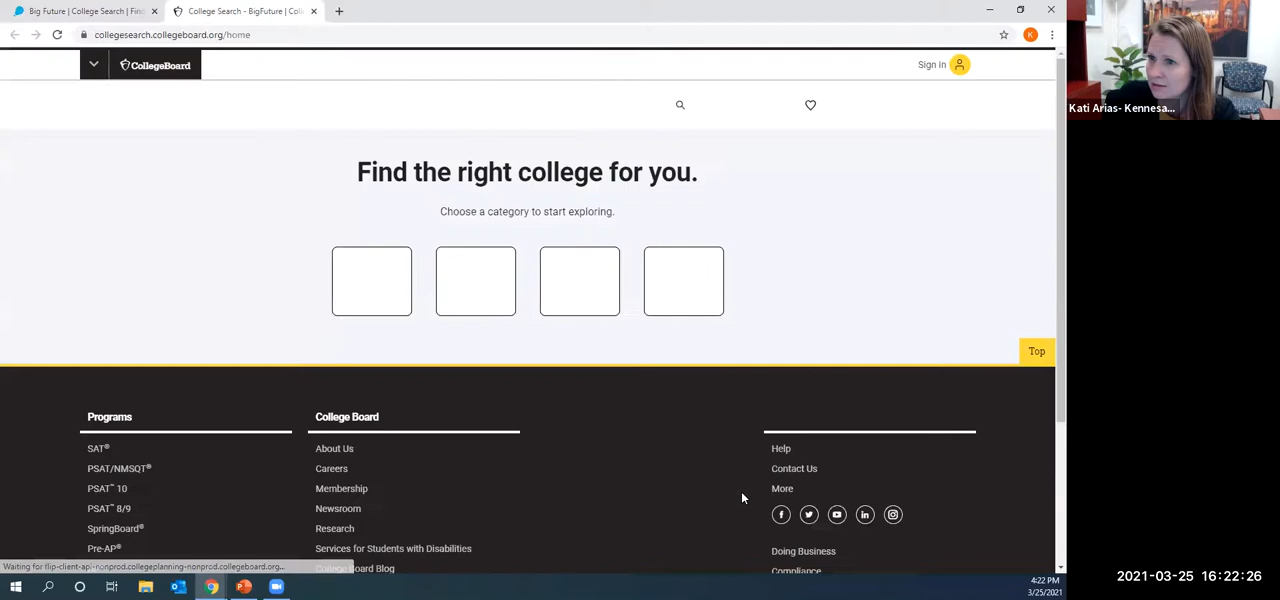 Big Future | College Search | Find
College Search - BigFuture | Coll
collegesearch.collegeboard.org/home
K
CollegeBoard
Sign In
Kati Arias- Kennesa...
Find the right college for you.
Choose a category to start exploring.
Top
Programs
SAT®
PSAT/NMSQT®
PSAT™ 10
PSAT™ 8/9
SpringBoard®
Pre-AP®
College Board
About Us
Careers
Membership
Newsroom
Research
Services for Students with Disabilities
College Board Blog
Help
Contact Us
More
Doing Business
Compliance
Waiting for flip-client-api-nonprod.collegeplanning-nonprod.collegeboard.org...
4:22 PM
3/25/2021
2021-03-25 16:22:26